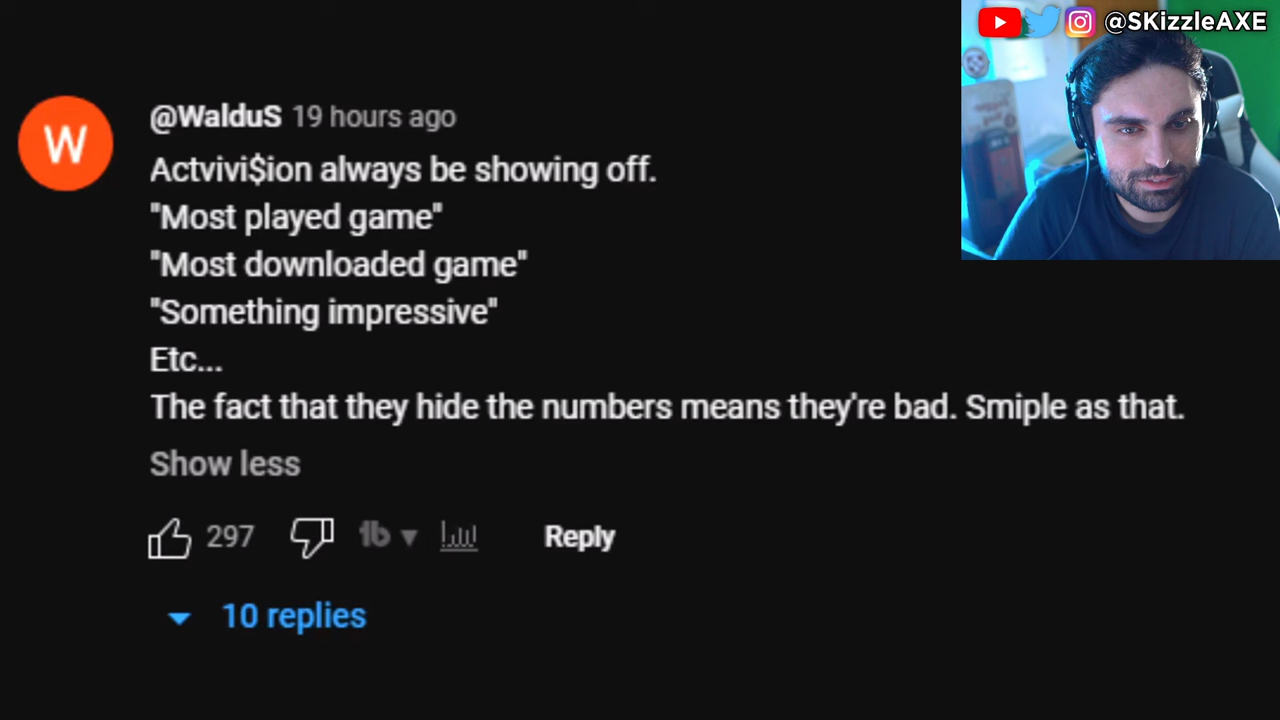 @SKizzleAXE
W
@WalduS 19 hours ago
Actvivi$ion always be showing off.
"Most played game"
"Most downloaded game"
"Something impressive"
Etc...
The fact that they hide the numbers means they're bad. Smiple as that.
Show less
297 1b Reply
10 replies